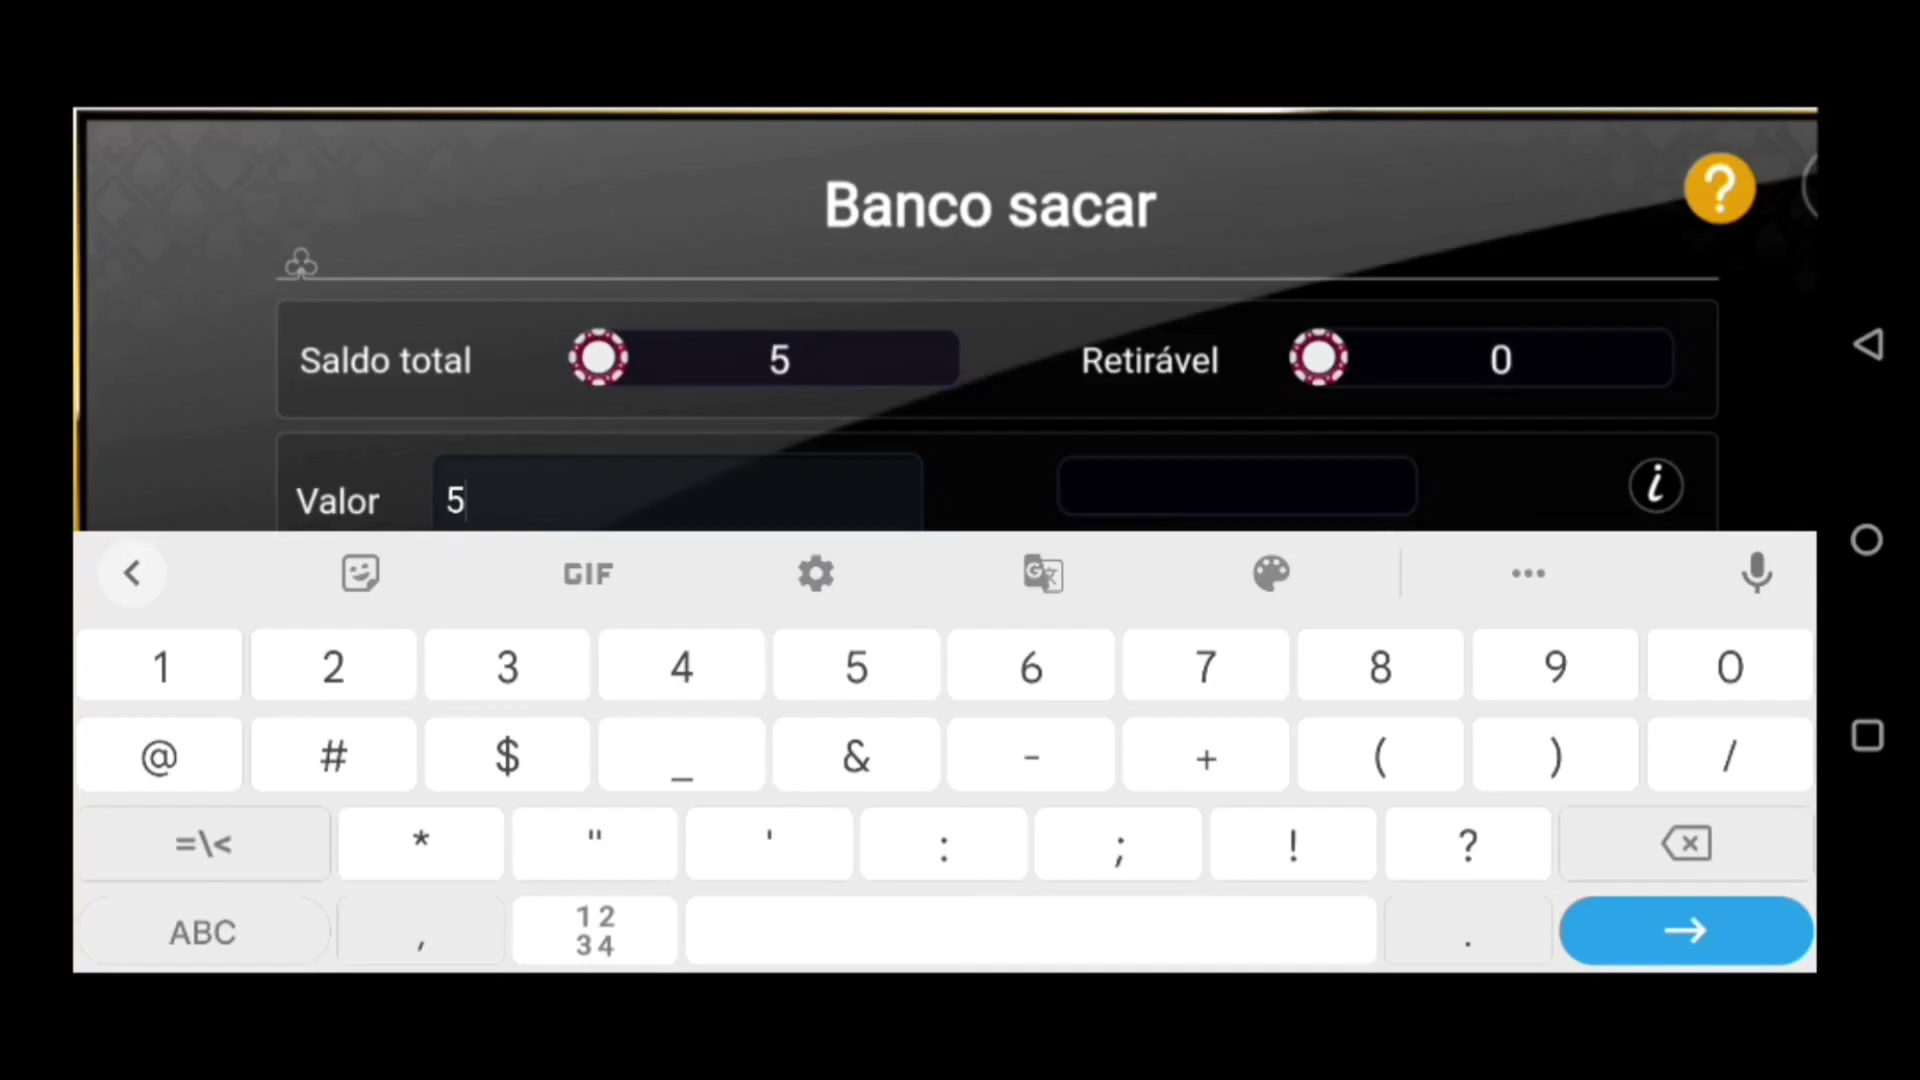 Banco sacar
?
Saldo total 5 Retirável 0
Valor 5 i
GIF G
1 2 3 4 5 6 7 8 9 0
@ # $ _ & - + ( ) /
=\< * " ' : ; ! ?
ABC , 12 34 .